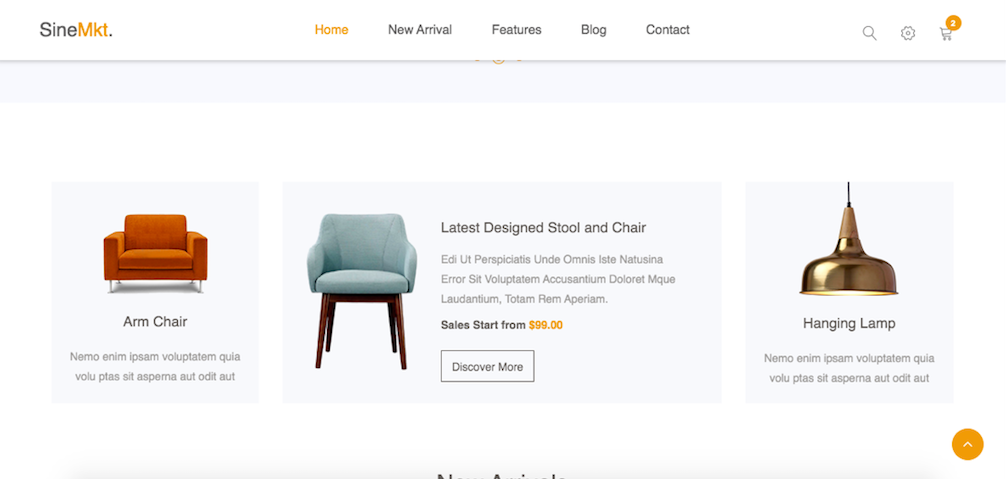 SineMkt.
Home
New Arrival
Features
Blog
Contact
2
Arm Chair
Nemo enim ipsam voluptatem quia
volu ptas sit asperna aut odit aut
Latest Designed Stool and Chair
Edi Ut Perspiciatis Unde Omnis Iste Natusina
Error Sit Voluptatem Accusantium Doloret Mque
Laudantium, Totam Rem Aperiam.
Sales Start from $99.00
Discover More
Hanging Lamp
Nemo enim ipsam voluptatem quia
volu ptas sit asperna aut odit aut
New Arrivals